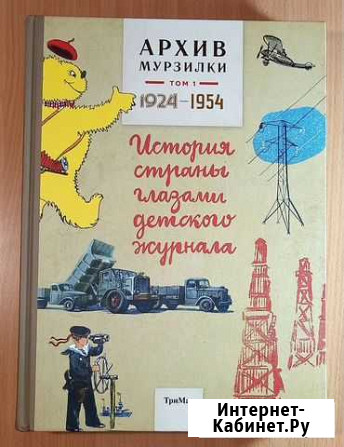 АРХИВ
МУРЗИЛКИ
ТОМ 1
1924-1954
История
страны
глазами
детского
журнала
Интернет-
Кабинет.Ру